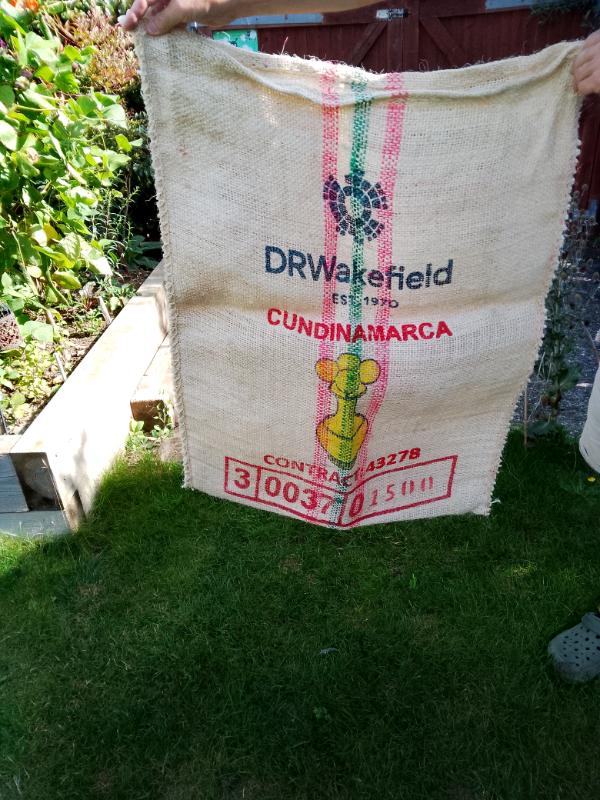 DRWakefield
EST. 1970
CUNDINAMARCA
CONTRACT 43278
3 0037 01500